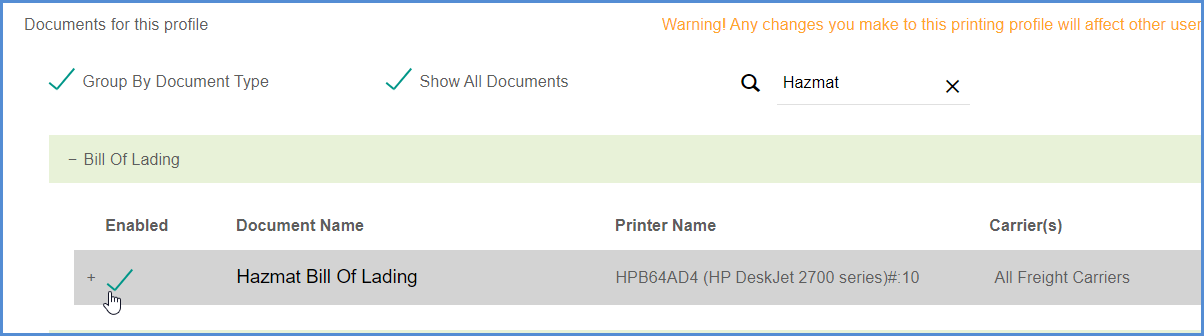 Documents for this profile Warning! Any changes you make to this printing profile will affect other user
Group By Document Type Show All Documents Hazmat
− Bill Of Lading
Enabled Document Name Printer Name Carrier(s)
+ Hazmat Bill Of Lading HPB64AD4 (HP DeskJet 2700 series)#:10 All Freight Carriers